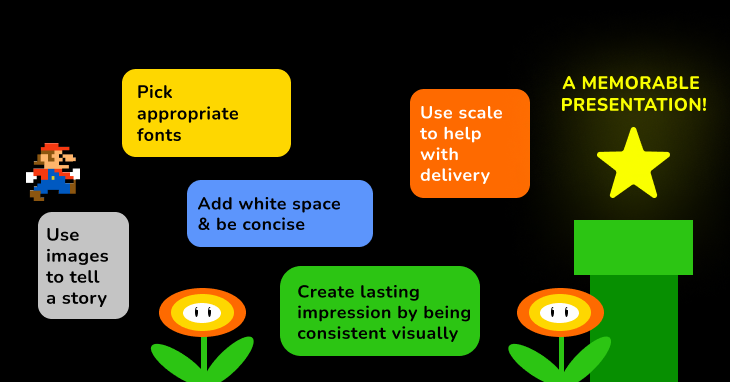 Pick
appropriate
fonts
Use scale
to help
with
delivery
A MEMORABLE
PRESENTATION!
Add white space
& be concise
Use
images
to tell
a story
Create lasting
impression by being
consistent visually